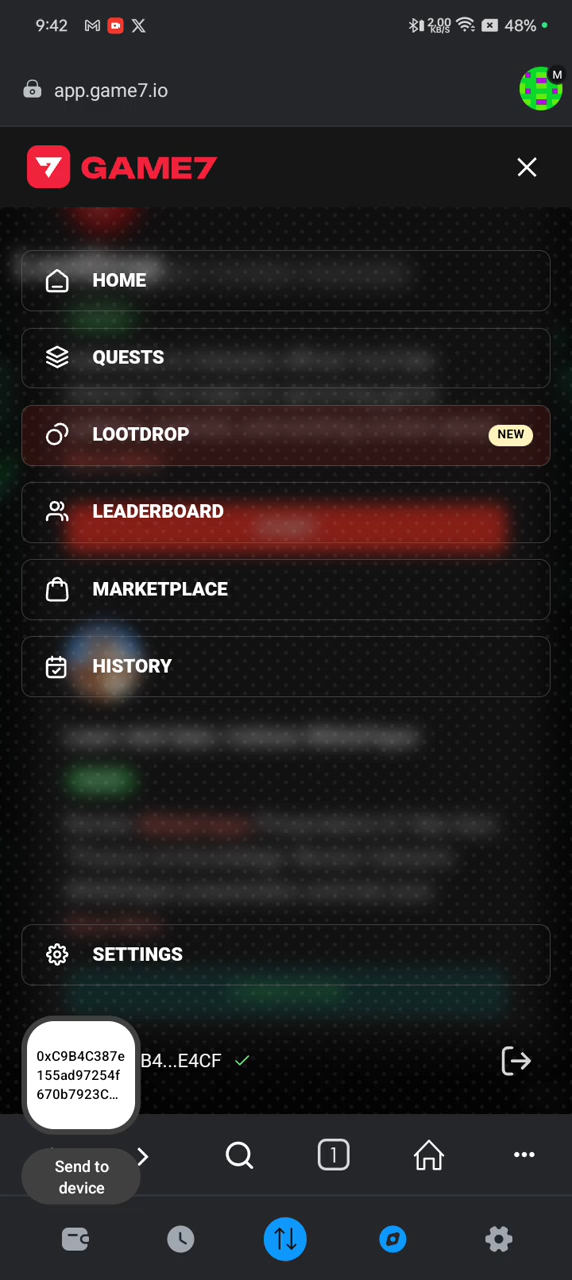 9:42
2.00
KB/S
48%
app.game7.io
M
GAME7
HOME
QUESTS
LOOTDROP
NEW
LEADERBOARD
MARKETPLACE
HISTORY
SETTINGS
0xC9B4C387e
155ad97254f
670b7923C...
B4...E4CF
1
Send to
device